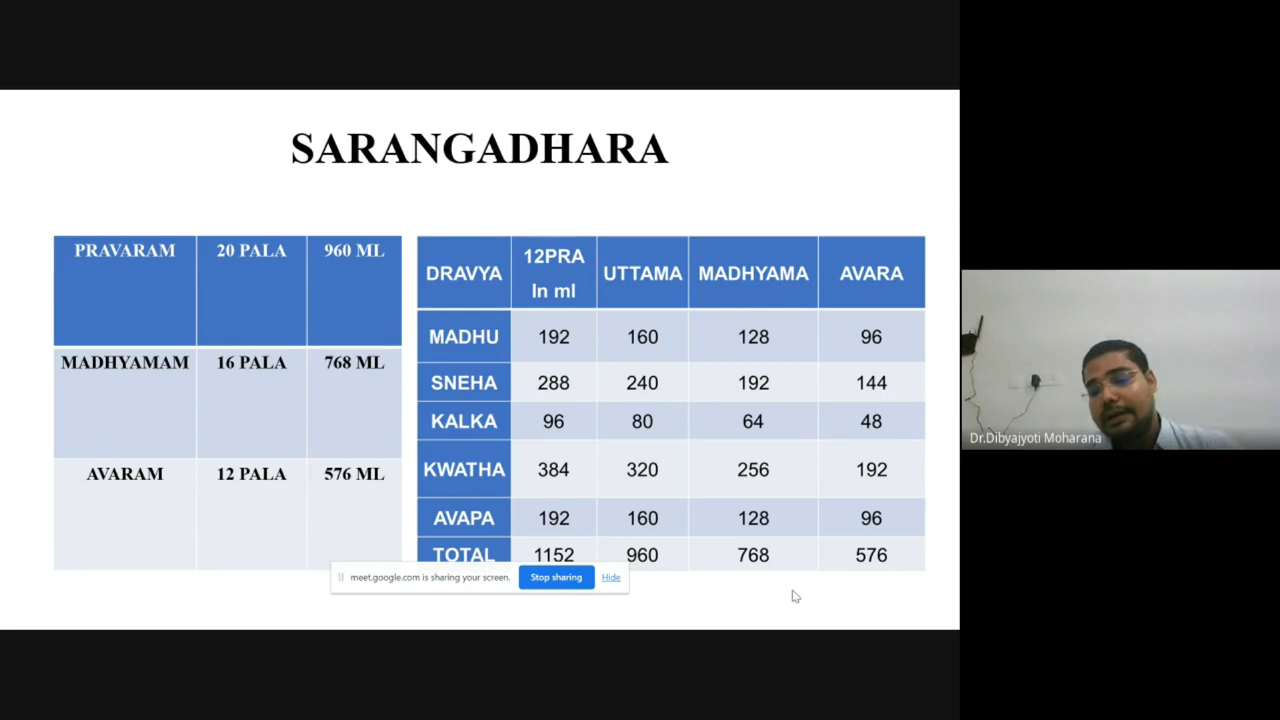 SARANGADHARA
PRAVARAM 20 PALA 960 ML
MADHYAMAM 16 PALA 768 ML
AVARAM 12 PALA 576 ML
DRAVYA 12PRA In ml UTTAMA MADHYAMA AVARA
MADHU 192 160 128 96
SNEHA 288 240 192 144
KALKA 96 80 64 48
KWATHA 384 320 256 192
AVAPA 192 160 128 96
TOTAL 1152 960 768 576
meet.google.com is sharing your screen. Stop sharing Hide
Dr.Dibyajyoti Moharana